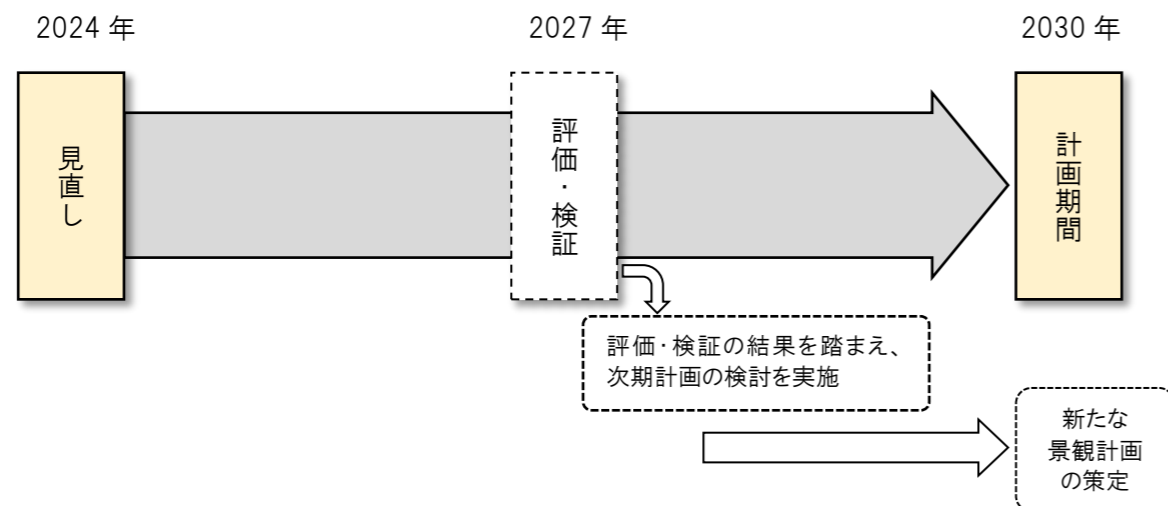 2024 年
2027 年
2030 年
見直し
評価・検証
計画期間
評価・検証の結果を踏まえ、
次期計画の検討を実施
新たな
景観計画
の策定